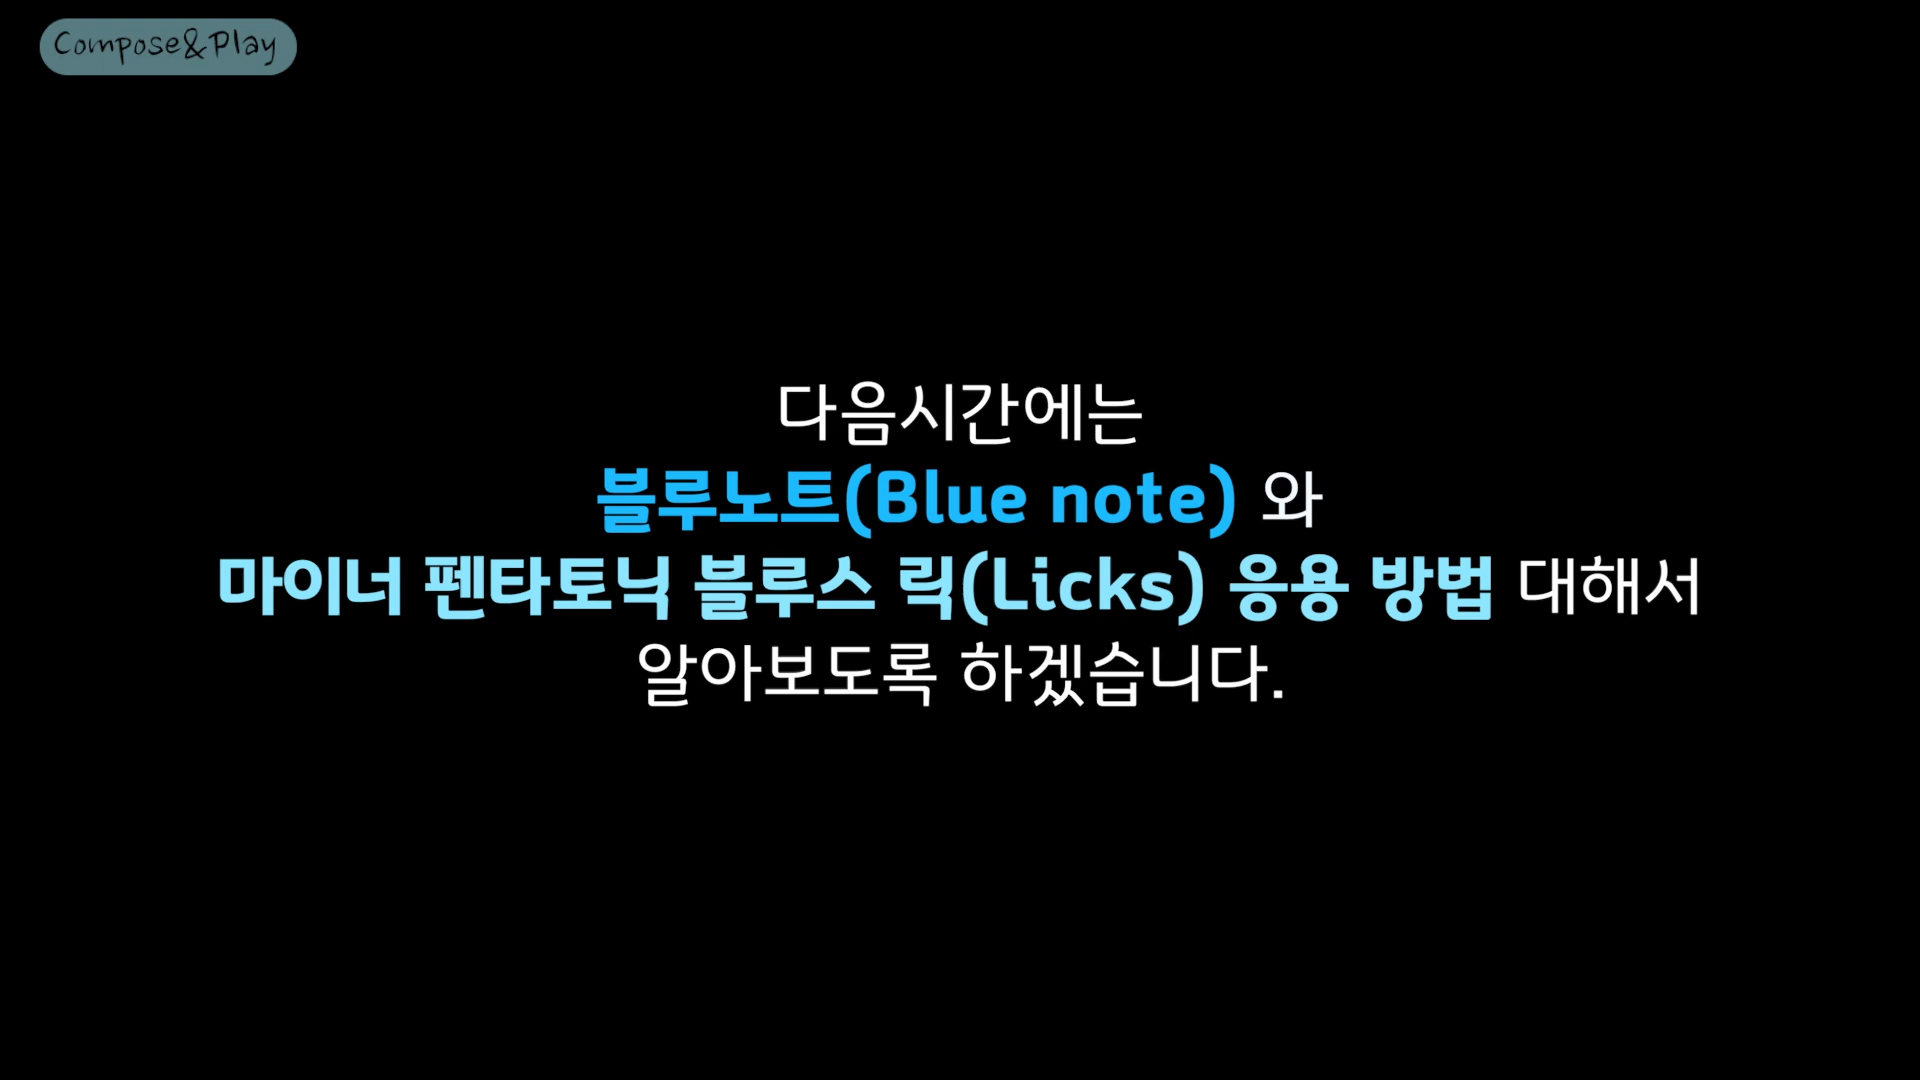 Compose&Play
다음시간에는
블루노트(Blue note) 와
마이너 펜타토닉 블루스 릭(Licks) 응용 방법 대해서
알아보도록 하겠습니다.